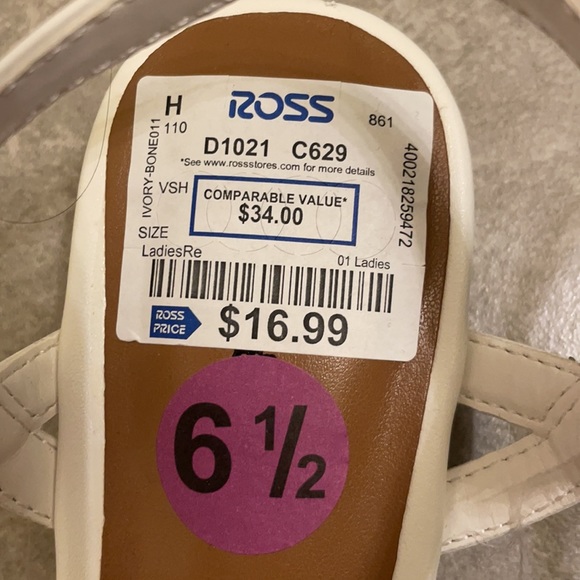 H
110
ROSS
861
D1021 C629
*See www.rossstores.com for more details
IVORY-BONE011
VSH
COMPARABLE VALUE*
$34.00
400218259472
SIZE
LadiesRe
01 Ladies
ROSS
PRICE
$16.99
6 1/2